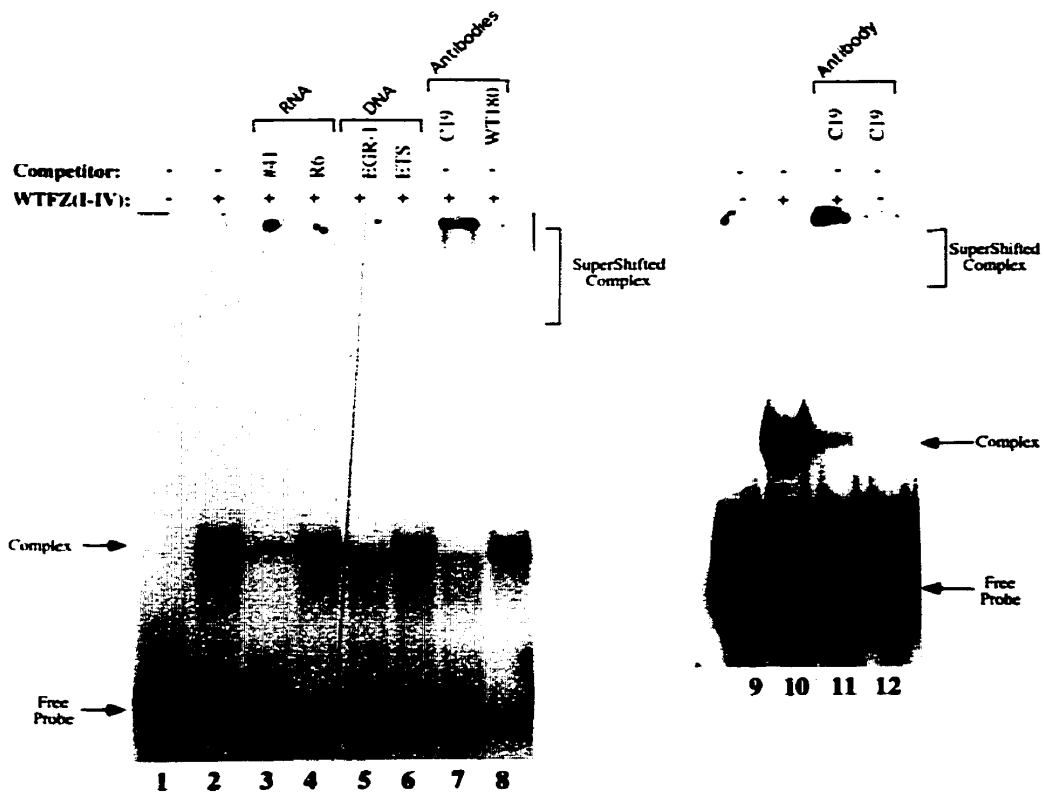 Antibodies
RNA
DNA
#41
R6
EGR-1
ETS
C19
WT180
Competitor: - - - -
WTFZ(I-IV): - + + + + + + +
SuperShifted
Complex
Complex
Free
Probe
1 2 3 4 5 6 7 8
Antibody
C19
C19
- - - -
- + + -
SuperShifted
Complex
Complex
Free
Probe
9 10 11 12